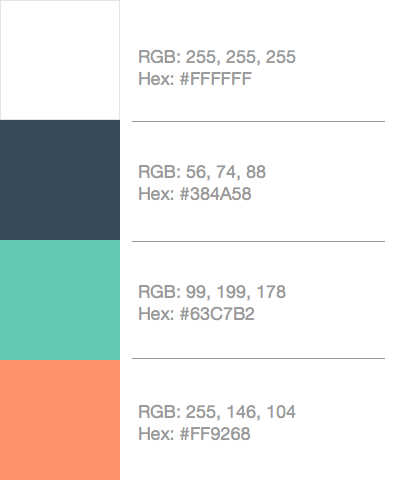 RGB: 255, 255, 255
Hex: #FFFFFF
RGB: 56, 74, 88
Hex: #384A58
RGB: 99, 199, 178
Hex: #63C7B2
RGB: 255, 146, 104
Hex: #FF9268